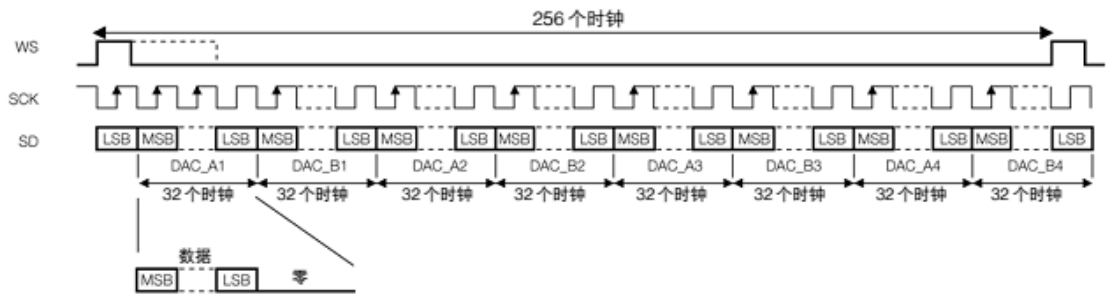 256 个时钟
WS
SCK
SD LSB MSB LSB MSB LSB MSB LSB MSB LSB MSB LSB MSB LSB MSB LSB MSB LSB
DAC_A1 DAC_B1 DAC_A2 DAC_B2 DAC_A3 DAC_B3 DAC_A4 DAC_B4
32 个时钟 32 个时钟 32 个时钟 32 个时钟 32 个时钟 32 个时钟 32 个时钟 32 个时钟
数据
MSB LSB 零